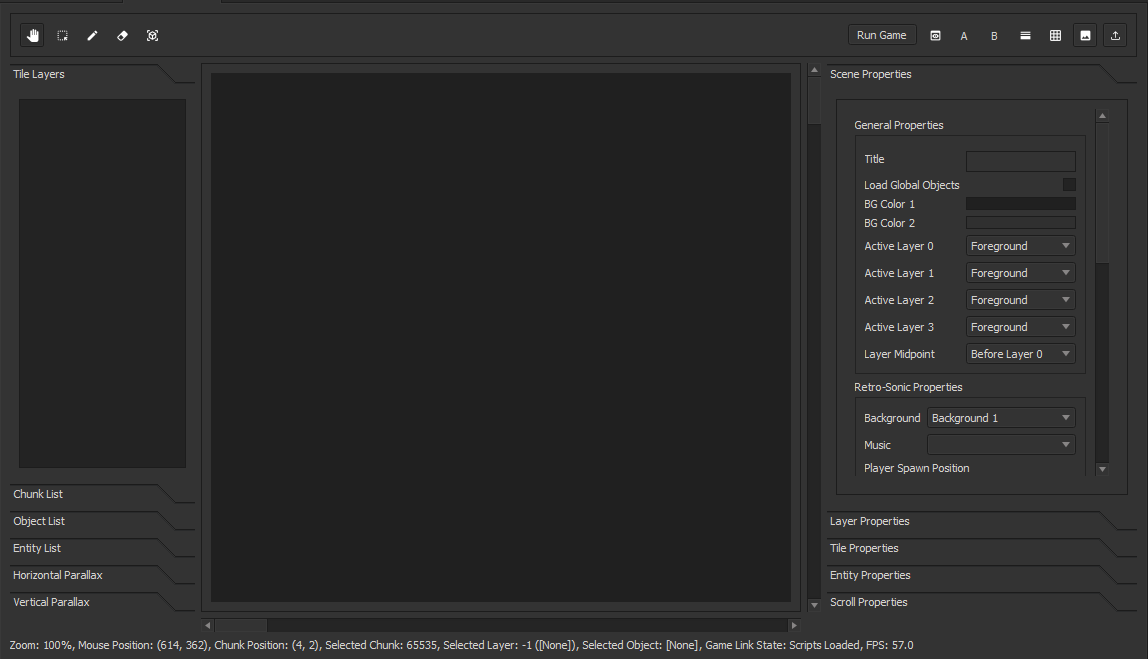 Run Game A B
Tile Layers
Chunk List
Object List
Entity List
Horizontal Parallax
Vertical Parallax
Scene Properties
General Properties
Title
Load Global Objects
BG Color 1
BG Color 2
Active Layer 0 Foreground
Active Layer 1 Foreground
Active Layer 2 Foreground
Active Layer 3 Foreground
Layer Midpoint Before Layer 0
Retro-Sonic Properties
Background Background 1
Music
Player Spawn Position
Layer Properties
Tile Properties
Entity Properties
Scroll Properties
Zoom: 100%, Mouse Position: (614, 362), Chunk Position: (4, 2), Selected Chunk: 65535, Selected Layer: -1 ([None]), Selected Object: [None], Game Link State: Scripts Loaded, FPS: 57.0